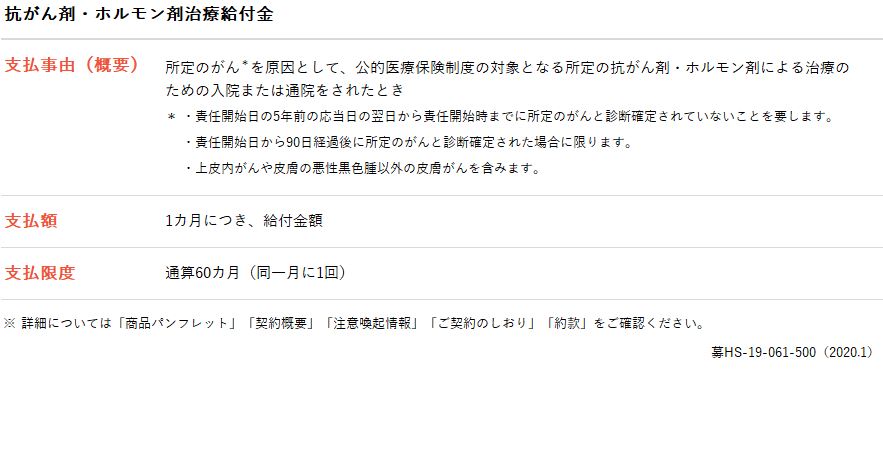 抗がん剤・ホルモン剤治療給付金
支払事由（概要）
所定のがん＊を原因として、公的医療保険制度の対象となる所定の抗がん剤・ホルモン剤による治療の
ための入院または通院をされたとき
＊ ・責任開始日の5年前の応当日の翌日から責任開始時までに所定のがんと診断確定されていないことを要します。
・責任開始日から90日経過後に所定のがんと診断確定された場合に限ります。
・上皮内がんや皮膚の悪性黒色腫以外の皮膚がんを含みます。
支払額
1カ月につき、給付金額
支払限度
通算60カ月（同一月に1回）
※ 詳細については「商品パンフレット」「契約概要」「注意喚起情報」「ご契約のしおり」「約款」をご確認ください。
募HS-19-061-500（2020.1）